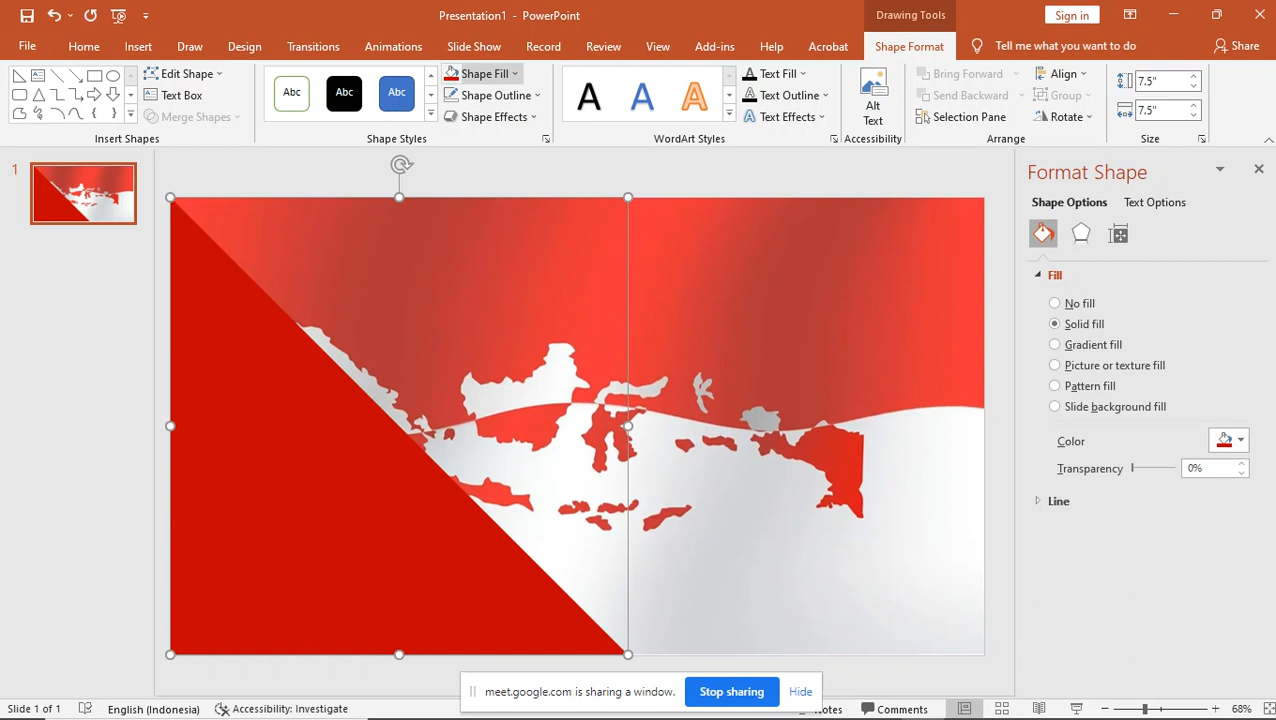 Presentation1 - PowerPoint
Drawing Tools
Sign in
File Home Insert Draw Design Transitions Animations Slide Show Record Review View Add-ins Help Acrobat Shape Format Tell me what you want to do Share
Edit Shape
Text Box
Merge Shapes
Insert Shapes
Abc Abc Abc
Shape Fill
Shape Outline
Shape Effects
Shape Styles
A A A
Text Fill
Text Outline
Text Effects
WordArt Styles
Alt
Text
Accessibility
Bring Forward
Send Backward
Selection Pane
Align
Group
Rotate
Arrange
7.5"
7.5"
Size
1
Format Shape
Shape Options Text Options
Fill
No fill
Solid fill
Gradient fill
Picture or texture fill
Pattern fill
Slide background fill
Color
Transparency 0%
Line
meet.google.com is sharing a window. Stop sharing Hide
Slide 1 of 1 English (Indonesia) Accessibility: Investigate Notes Comments 68%